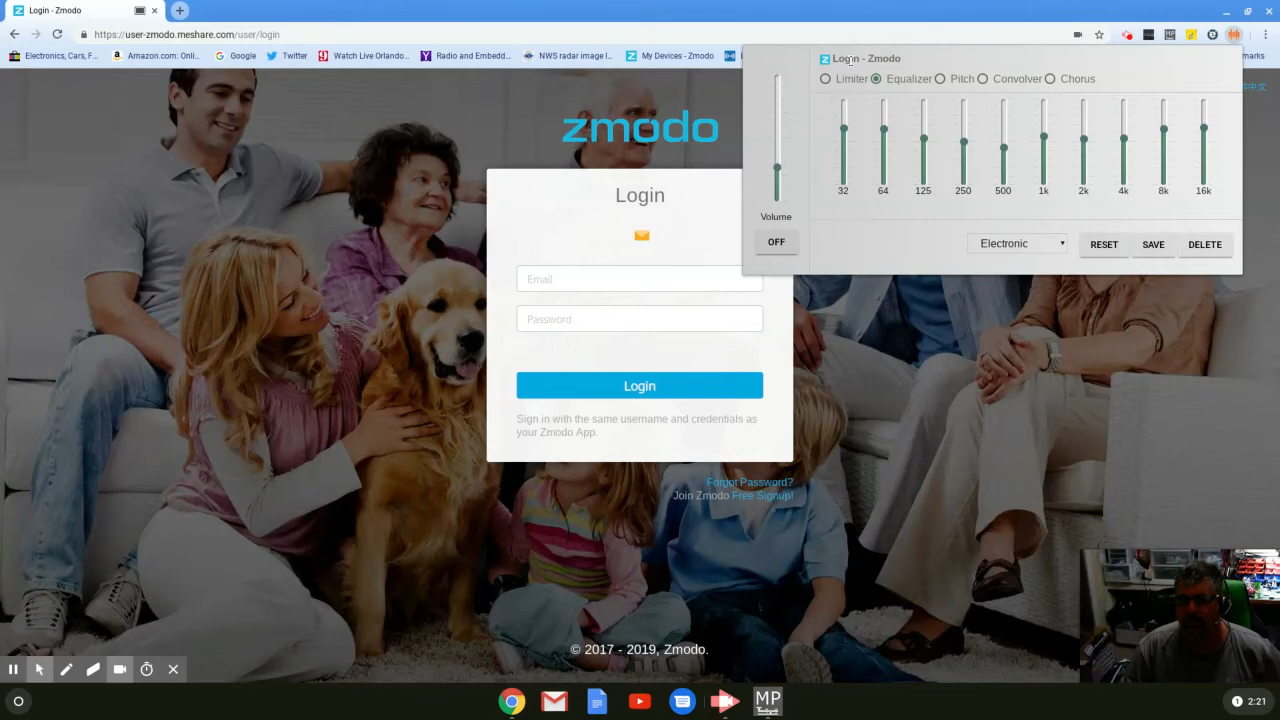 Login - Zmodo
https://user-zmodo.meshare.com/user/login
Electronics, Cars, F...
Amazon.com: Onli...
Google
Twitter
Watch Live Orlando...
Radio and Embedd...
NWS radar image l...
My Devices - Zmodo
marks
Login - Zmodo
Limiter Equalizer Pitch Convolver Chorus
32 64 125 250 500 1k 2k 4k 8k 16k
Volume
OFF
Electronic
RESET SAVE DELETE
中文
zmodo
Login
Email
Password
Login
Sign in with the same username and credentials as
your Zmodo App.
Forgot Password?
Join Zmodo Free Signup!
© 2017 - 2019, Zmodo.
MP
1 2:21